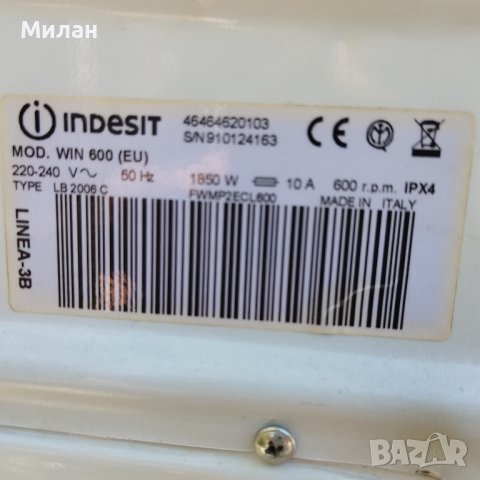 Милан
indesit
46464620103
S/N 910124163
MOD. WIN 600 (EU)
220-240 V 50 Hz 1850 W 10 A 600 r.p.m. IPX4
TYPE LB 2006 C FWMP2ECL600 MADE IN ITALY
LINEA-3B
BAZAR